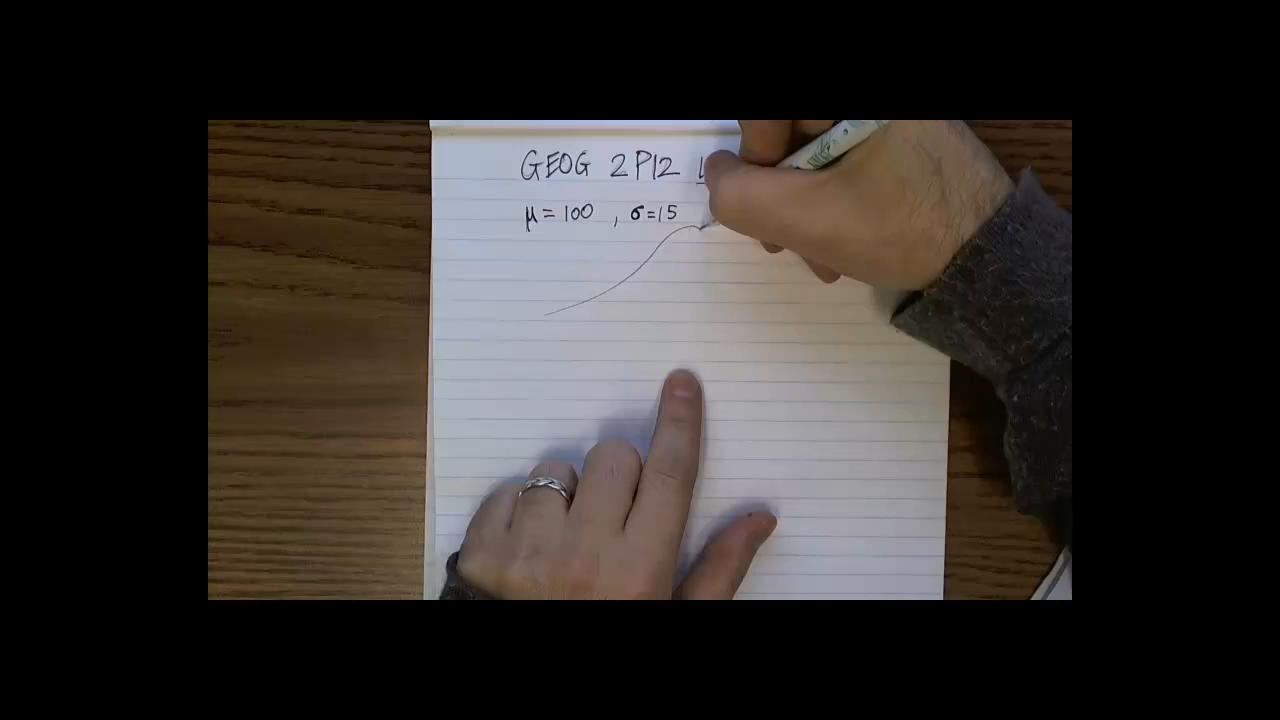 GEOG 2P12
μ = 100 , σ = 15